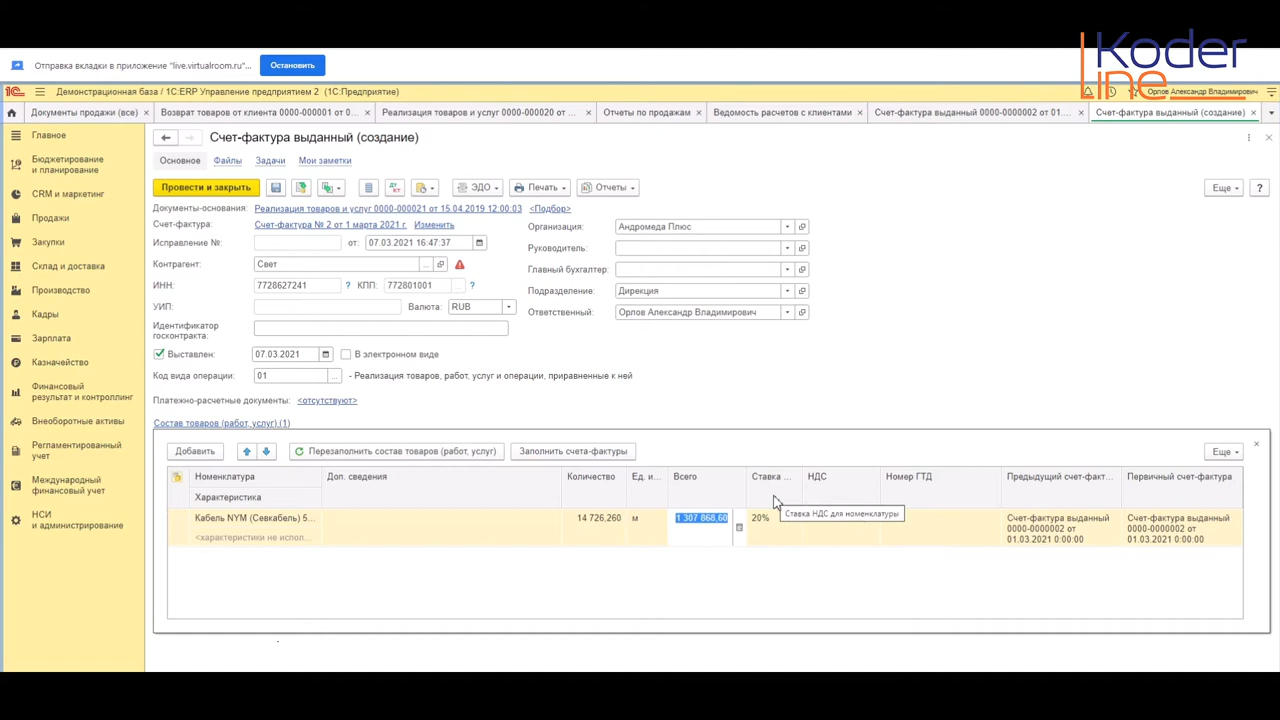 Koder
line
Отправка вкладки в приложение "live.virtualroom.ru"...
Остановить
1С
Демонстрационная база / 1С:ERP Управление предприятием 2 (1С:Предприятие)
Орлов Александр Владимирович
Документы продажи (все) ×
Возврат товаров от клиента 0000-000001 от 0... ×
Реализация товаров и услуг 0000-000020 от ... ×
Отчеты по продажам ×
Ведомость расчетов с клиентами ×
Счет-фактура выданный 0000-0000002 от 01.... ×
Счет-фактура выданный (создание) ×
Главное
Бюджетирование
и планирование
CRM и маркетинг
Продажи
Закупки
Склад и доставка
Производство
Кадры
Зарплата
Казначейство
Финансовый
результат и контроллинг
Внеоборотные активы
Регламентированный
учет
Международный
финансовый учет
НСИ
и администрирование
Счет-фактура выданный (создание)
Основное Файлы Задачи Мои заметки
Провести и закрыть ЭДО Печать Отчеты Еще ?
Документы-основания: Реализация товаров и услуг 0000-000021 от 15.04.2019 12:00:03 <Подбор>
Счет-фактура: Счет-фактура № 2 от 1 марта 2021 г. Изменить
Исправление №: от: 07.03.2021 16:47:37
Контрагент: Свет ...
ИНН: 7728627241 ? КПП: 772801001 ... ?
УИП: Валюта: RUB
Идентификатор
госконтракта:
Выставлен: 07.03.2021 В электронном виде
Код вида операции: 01 ... - Реализация товаров, работ, услуг и операции, приравненные к ней
Платежно-расчетные документы: <отсутствуют>
Организация: Андромеда Плюс
Руководитель:
Главный бухгалтер:
Подразделение: Дирекция
Ответственный: Орлов Александр Владимирович
Состав товаров (работ, услуг) (1)
Добавить Перезаполнить состав товаров (работ, услуг) Заполнить счета-фактуры Еще
Номенклатура Доп. сведения Количество Ед. и... Всего Ставка ... НДС Номер ГТД Предыдущий счет-факт... Первичный счет-фактура
Характеристика
Ставка НДС для номенклатуры
Кабель NYM (Севкабель) 5... 14 726,260 м 1 307 868,60 20% Счет-фактура выданный Счет-фактура выданный
0000-0000002 от 0000-0000002 от
<характеристики не испол... 01.03.2021 0:00:00 01.03.2021 0:00:00